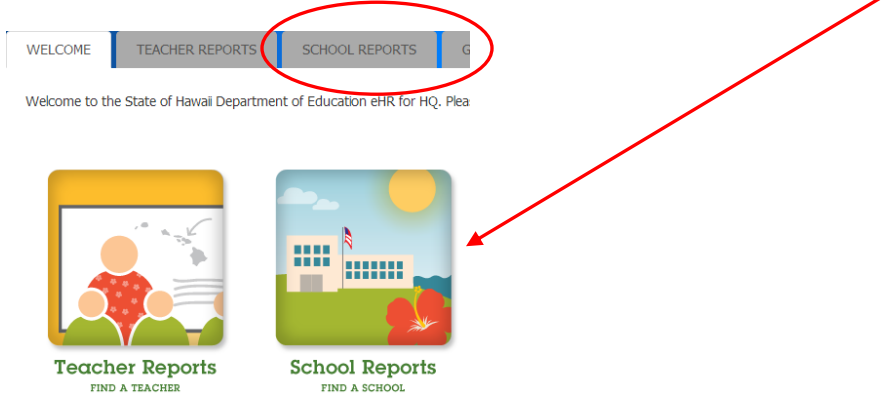 WELCOME TEACHER REPORTS SCHOOL REPORTS G
Welcome to the State of Hawaii Department of Education eHR for HQ. Plea
Teacher Reports School Reports
FIND A TEACHER FIND A SCHOOL